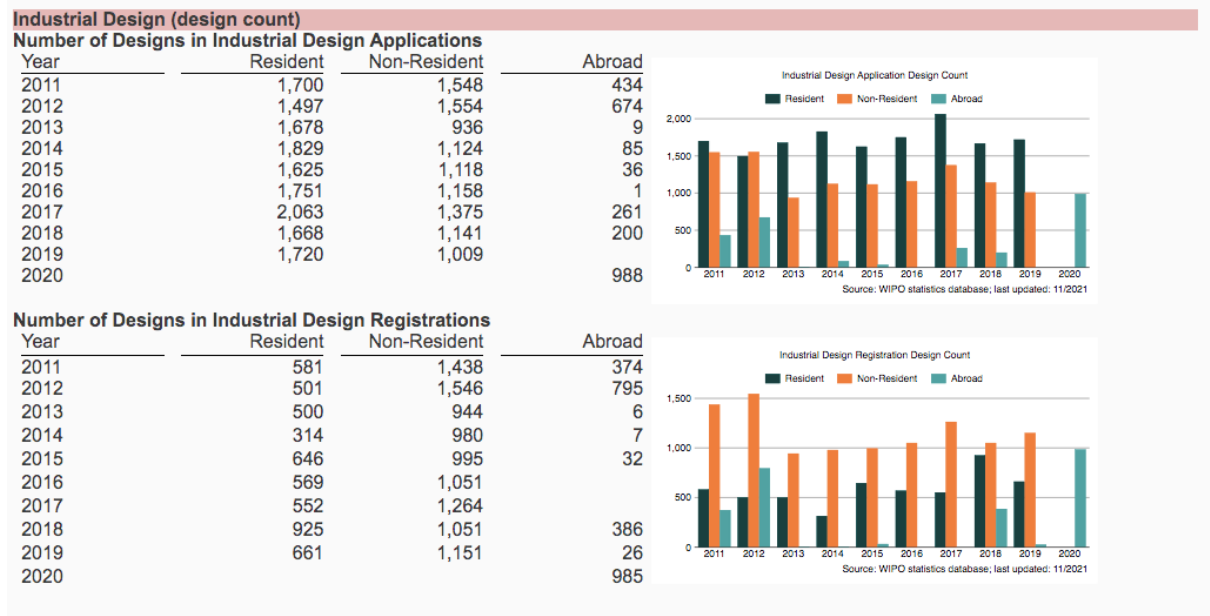 Industrial Design (design count)
Number of Designs in Industrial Design Applications
Year Resident Non-Resident Abroad
2011 1,700 1,548 434
2012 1,497 1,554 674
2013 1,678 936 9
2014 1,829 1,124 85
2015 1,625 1,118 36
2016 1,751 1,158 1
2017 2,063 1,375 261
2018 1,668 1,141 200
2019 1,720 1,009
2020 988
Industrial Design Application Design Count
Resident Non-Resident Abroad
2,000
1,500
1,000
500
0
2011 2012 2013 2014 2015 2016 2017 2018 2019 2020
Source: WIPO statistics database; last updated: 11/2021
Number of Designs in Industrial Design Registrations
Year Resident Non-Resident Abroad
2011 581 1,438 374
2012 501 1,546 795
2013 500 944 6
2014 314 980 7
2015 646 995 32
2016 569 1,051
2017 552 1,264
2018 925 1,051 386
2019 661 1,151 26
2020 985
Industrial Design Registration Design Count
Resident Non-Resident Abroad
1,500
1,000
500
0
2011 2012 2013 2014 2015 2016 2017 2018 2019 2020
Source: WIPO statistics database; last updated: 11/2021